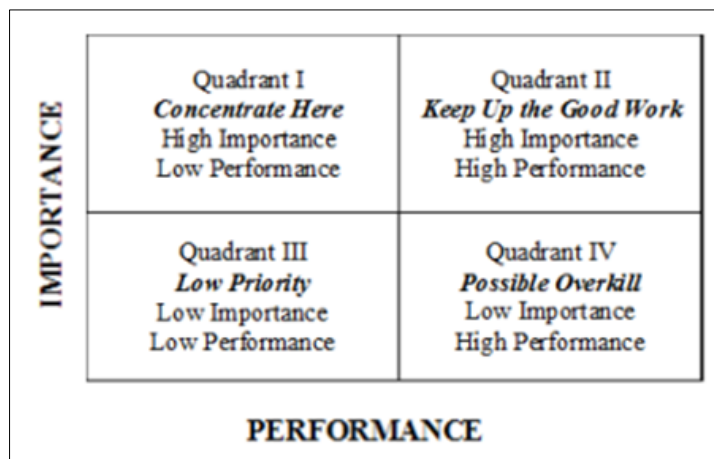 IMPORTANCE
Quadrant I
Concentrate Here
High Importance
Low Performance
Quadrant II
Keep Up the Good Work
High Importance
High Performance
Quadrant III
Low Priority
Low Importance
Low Performance
Quadrant IV
Possible Overkill
Low Importance
High Performance
PERFORMANCE